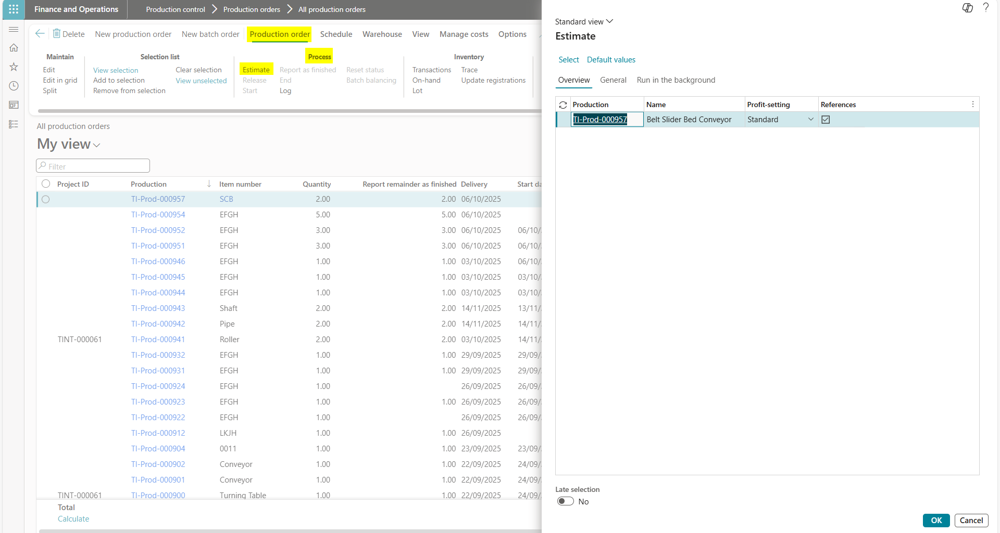 Finance and Operations
Production control > Production orders > All production orders
Delete New production order New batch order Production order Schedule Warehouse View Manage costs Options
Maintain
Edit
Edit in grid
Split
Selection list
View selection
Add to selection
Remove from selection
Clear selection
View unselected
Process
Estimate
Release
Start
Report as finished
End
Log
Reset status
Batch balancing
Inventory
Transactions
On-hand
Lot
Trace
Update registrations
All production orders
My view
Filter
Project ID Production Item number Quantity Report remainder as finished Delivery Start da
TI-Prod-000957 SCB 2.00 2.00 06/10/2025
TI-Prod-000954 EFGH 5.00 5.00 06/10/2025
TI-Prod-000952 EFGH 3.00 3.00 06/10/2025 06/10/
TI-Prod-000951 EFGH 3.00 3.00 06/10/2025 06/10/
TI-Prod-000946 EFGH 1.00 1.00 03/10/2025 06/10/
TI-Prod-000945 EFGH 1.00 1.00 03/10/2025 03/10/
TI-Prod-000944 EFGH 1.00 1.00 03/10/2025 03/10/
TI-Prod-000943 Shaft 2.00 2.00 14/11/2025 13/11/
TI-Prod-000942 Pipe 2.00 2.00 14/11/2025 14/11/
TINT-000061 TI-Prod-000941 Roller 2.00 2.00 03/10/2025 14/11/
TI-Prod-000932 EFGH 1.00 1.00 29/09/2025 29/09/
TI-Prod-000931 EFGH 1.00 1.00 29/09/2025 29/09/
TI-Prod-000924 EFGH 1.00 26/09/2025 26/09/
TI-Prod-000923 EFGH 1.00 1.00 26/09/2025 26/09/
TI-Prod-000922 EFGH 1.00 26/09/2025 26/09/
TI-Prod-000912 LKJH 1.00 1.00 26/09/2025
TI-Prod-000904 0011 1.00 1.00 23/09/2025 23/09/
TI-Prod-000902 Conveyor 1.00 1.00 22/09/2025 24/09/
TI-Prod-000901 Conveyor 1.00 1.00 22/09/2025 24/09/
TINT-000061 TI-Prod-000900 Turning Table 1.00 1.00 22/09/2025 24/09/
Total
Calculate
?
Standard view
Estimate
Select Default values
Overview General Run in the background
Production Name Profit-setting References
TI-Prod-000957 Belt Slider Bed Conveyor Standard
Late selection
No
OK Cancel